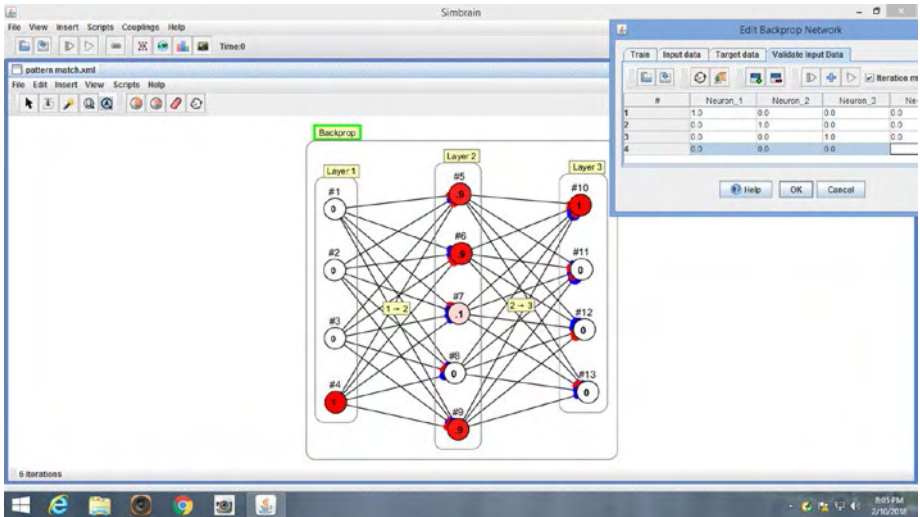 Simbrain
File View Insert Scripts Couplings Help
Time:0
pattern match.xml
File Edit Insert View Scripts Help
Backprop
Layer 1
Layer 2
Layer 3
#1
0
#2
0
#3
0
#4
1
#5
.9
#6
.9
#7
.1
#8
0
#9
.9
#10
1
#11
0
#12
0
#13
0
1→2
2→3
6 iterations
Edit Backprop Network
Train Input data Target data Validate Input Data
Iteration m
# Neuron_1 Neuron_2 Neuron_3 Ne
1 1.0 0.0 0.0 0.0
2 0.0 1.0 0.0 0.0
3 0.0 0.0 1.0 0.0
4 0.0 0.0 0.0
Help OK Cancel
8:05 PM
2/10/2018